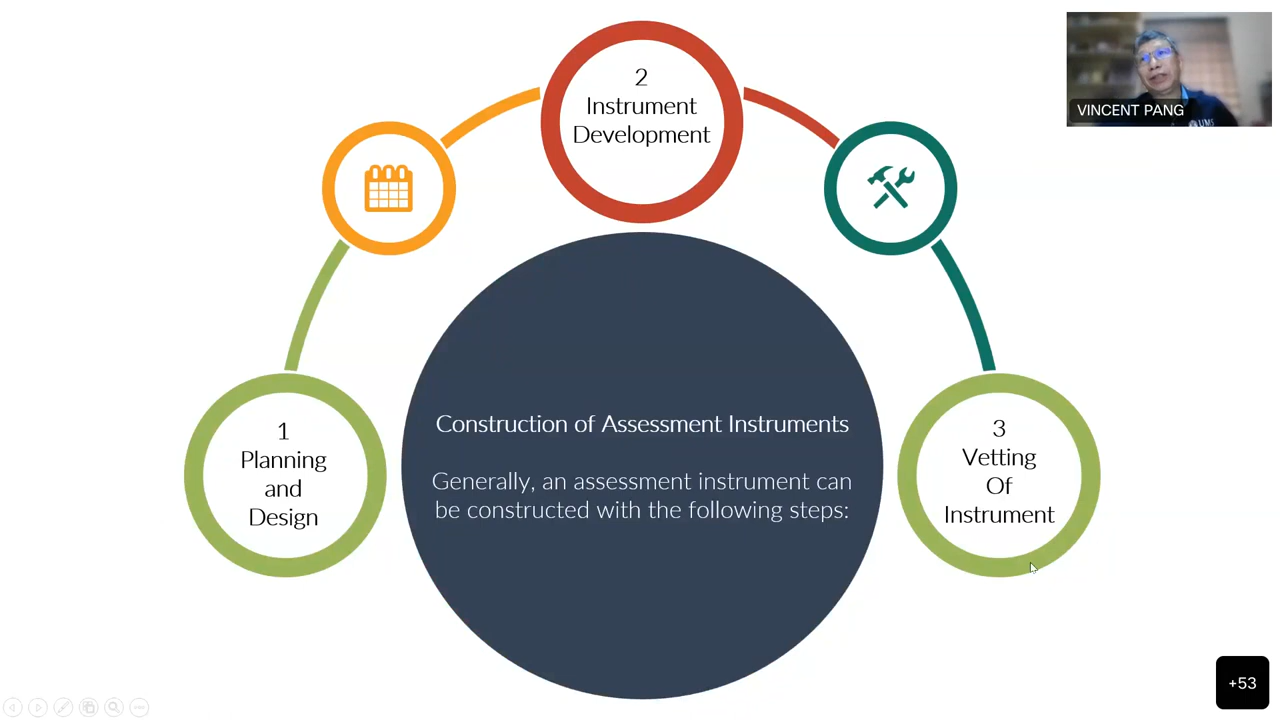 2
Instrument
Development
VINCENT PANG
UMS
1
Planning
and
Design
Construction of Assessment Instruments
Generally, an assessment instrument can
be constructed with the following steps:
3
Vetting
Of
Instrument
+53